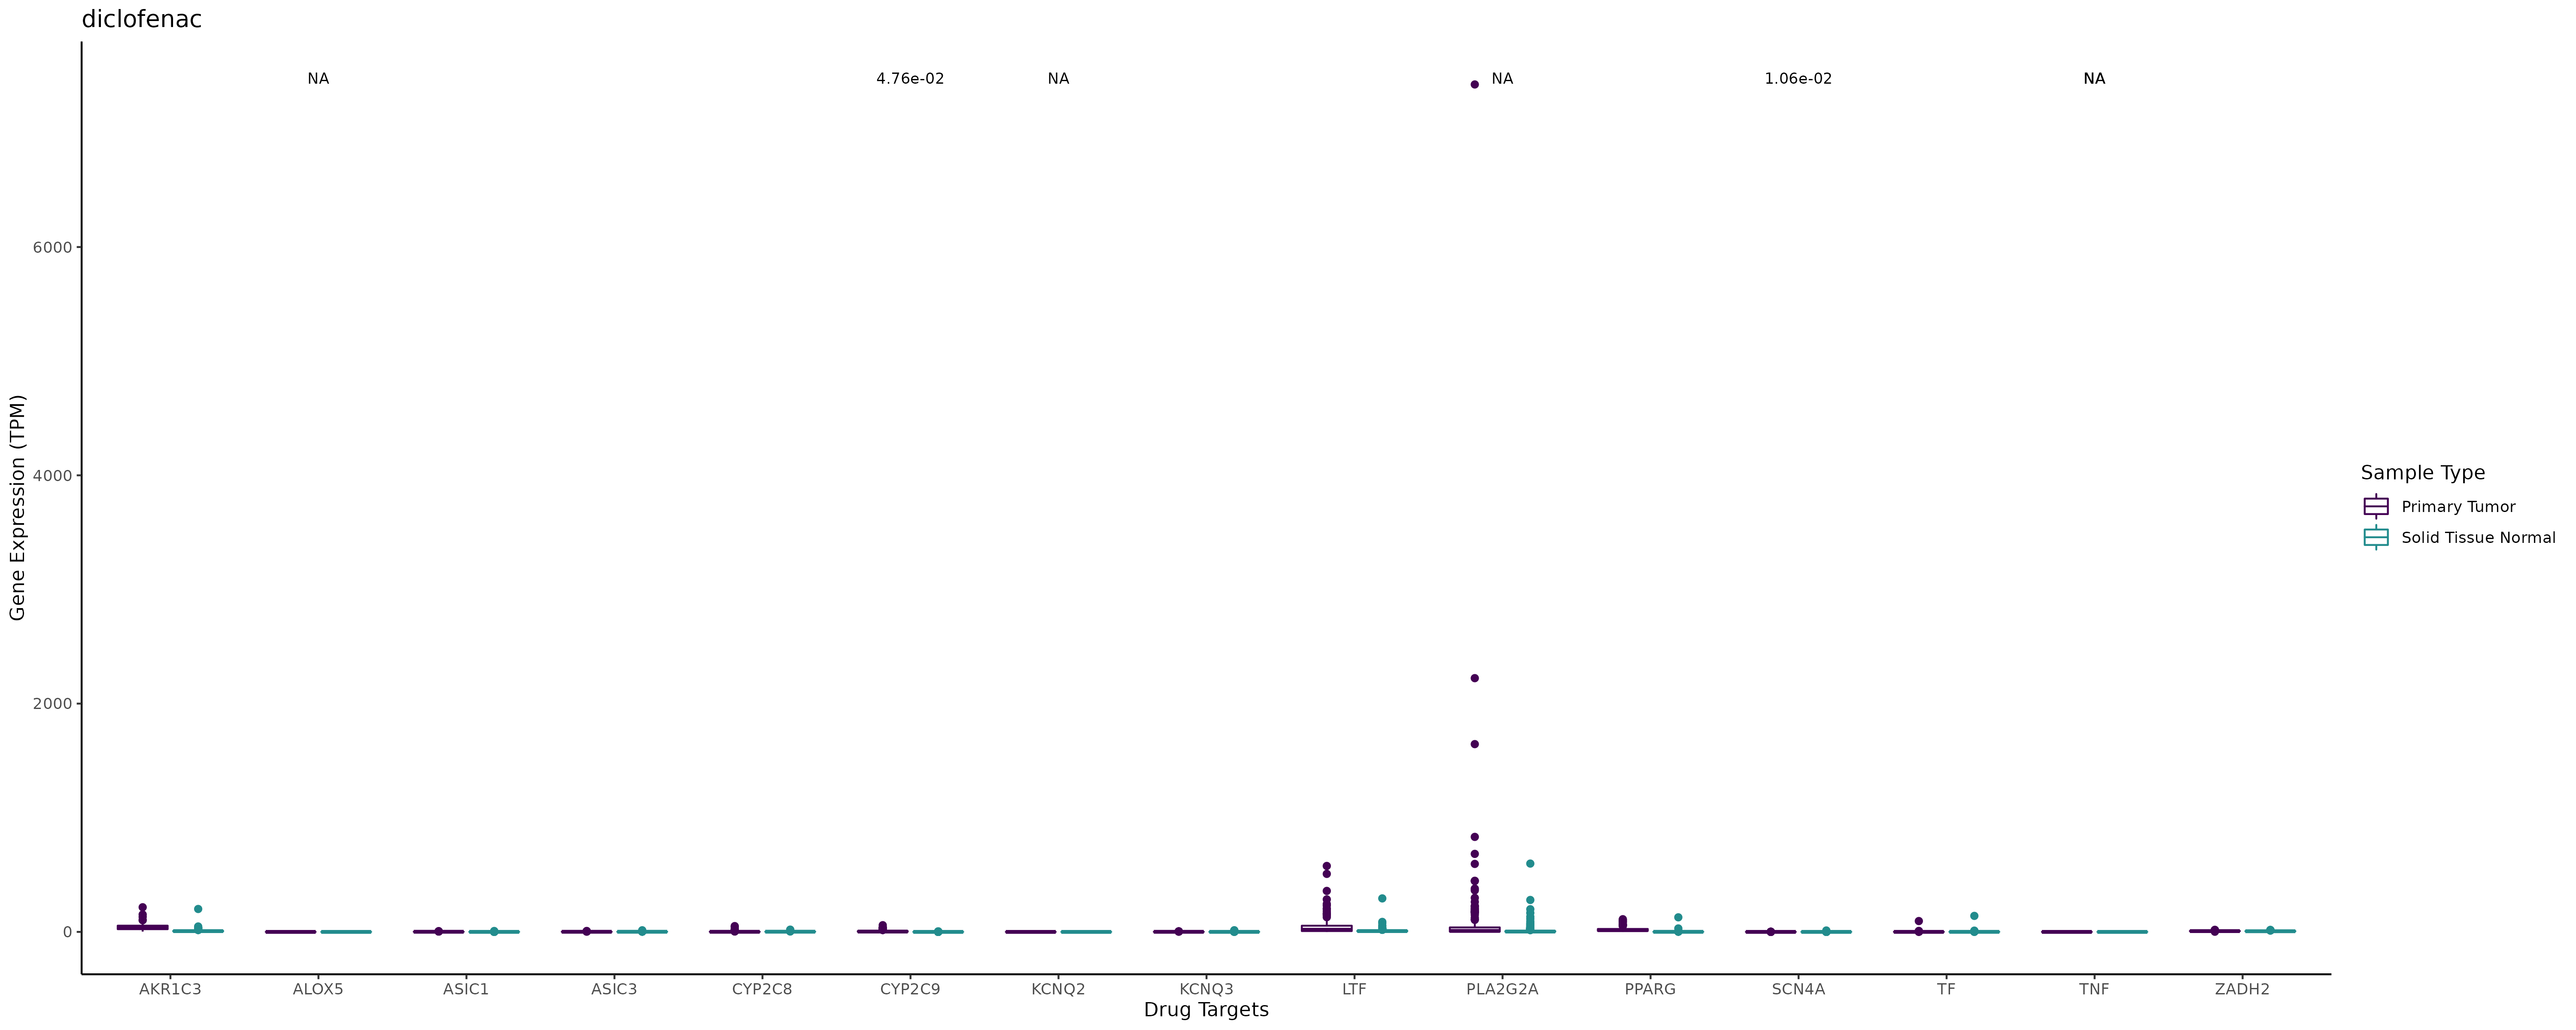 diclofenac
NA
4.76e-02
NA
NA
1.06e-02
NA
6000
4000
2000
0
Gene Expression (TPM)
AKR1C3
ALOX5
ASIC1
ASIC3
CYP2C8
CYP2C9
KCNQ2
KCNQ3
LTF
PLA2G2A
PPARG
SCN4A
TF
TNF
ZADH2
Drug Targets
Sample Type
Primary Tumor
Solid Tissue Normal